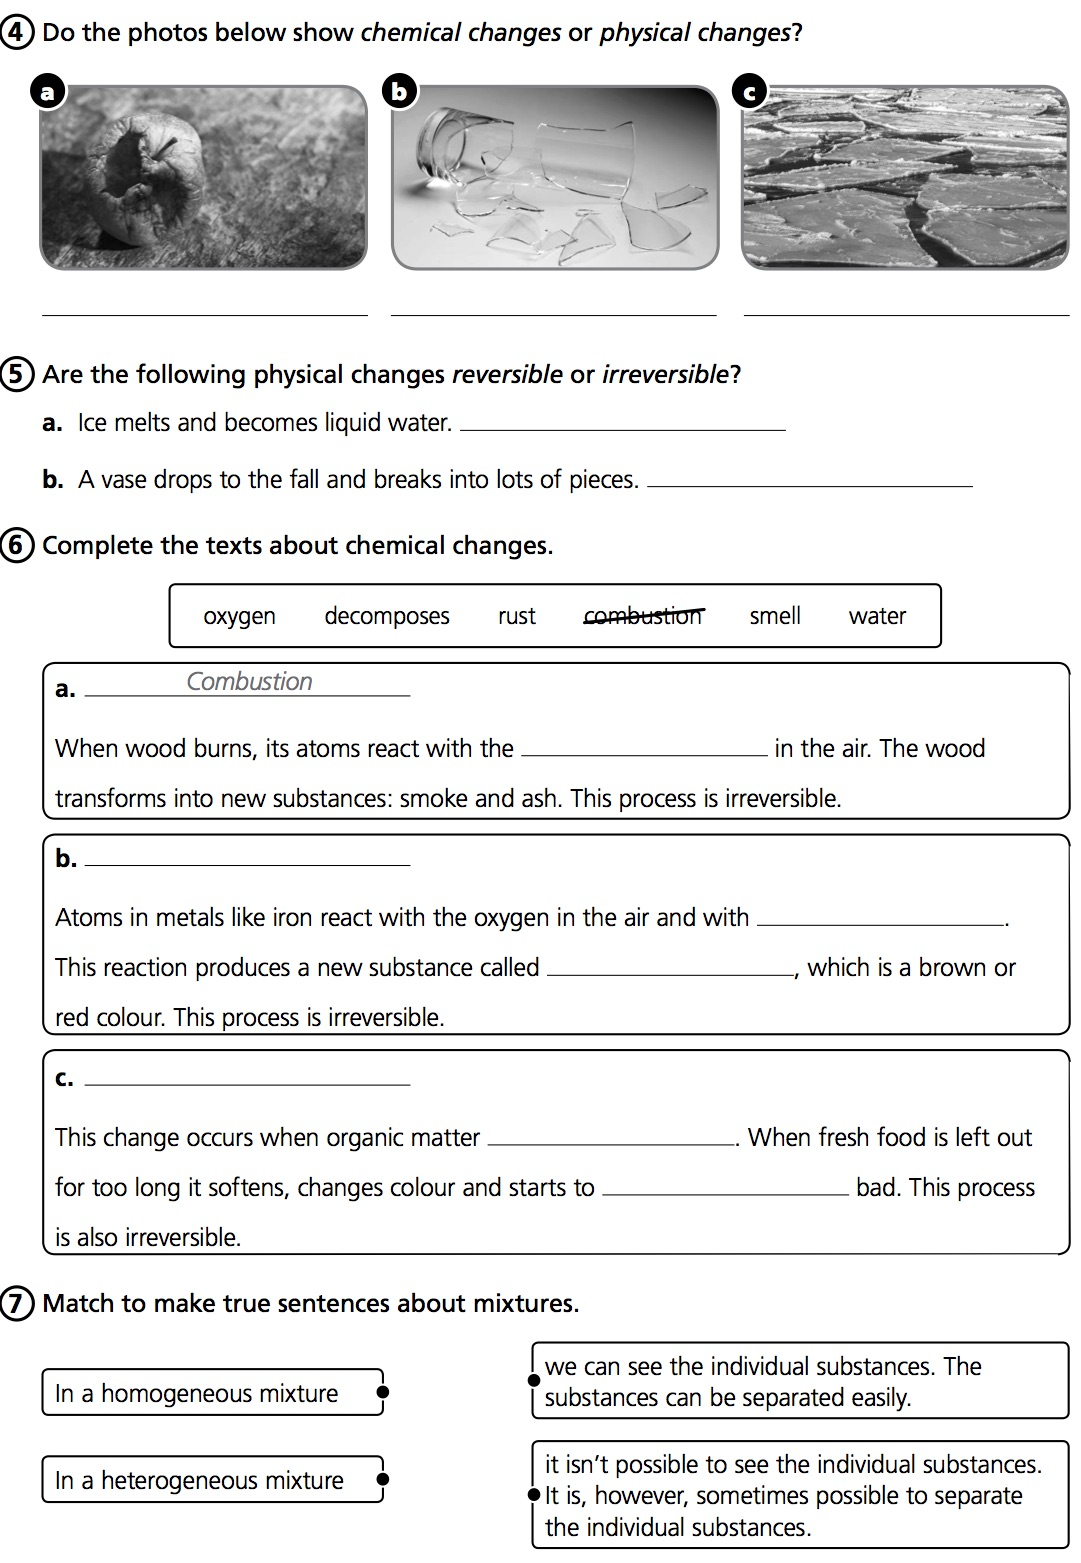 4 Do the photos below show chemical changes or physical changes?
a b c
5 Are the following physical changes reversible or irreversible?
a. Ice melts and becomes liquid water.
b. A vase drops to the fall and breaks into lots of pieces.
6 Complete the texts about chemical changes.
oxygen decomposes rust combustion smell water
a. Combustion
When wood burns, its atoms react with the ____ in the air. The wood
transforms into new substances: smoke and ash. This process is irreversible.
b.
Atoms in metals like iron react with the oxygen in the air and with ____.
This reaction produces a new substance called ____, which is a brown or
red colour. This process is irreversible.
c.
This change occurs when organic matter ____. When fresh food is left out
for too long it softens, changes colour and starts to ____ bad. This process
is also irreversible.
7 Match to make true sentences about mixtures.
In a homogeneous mixture
In a heterogeneous mixture
we can see the individual substances. The
substances can be separated easily.
it isn't possible to see the individual substances.
It is, however, sometimes possible to separate
the individual substances.